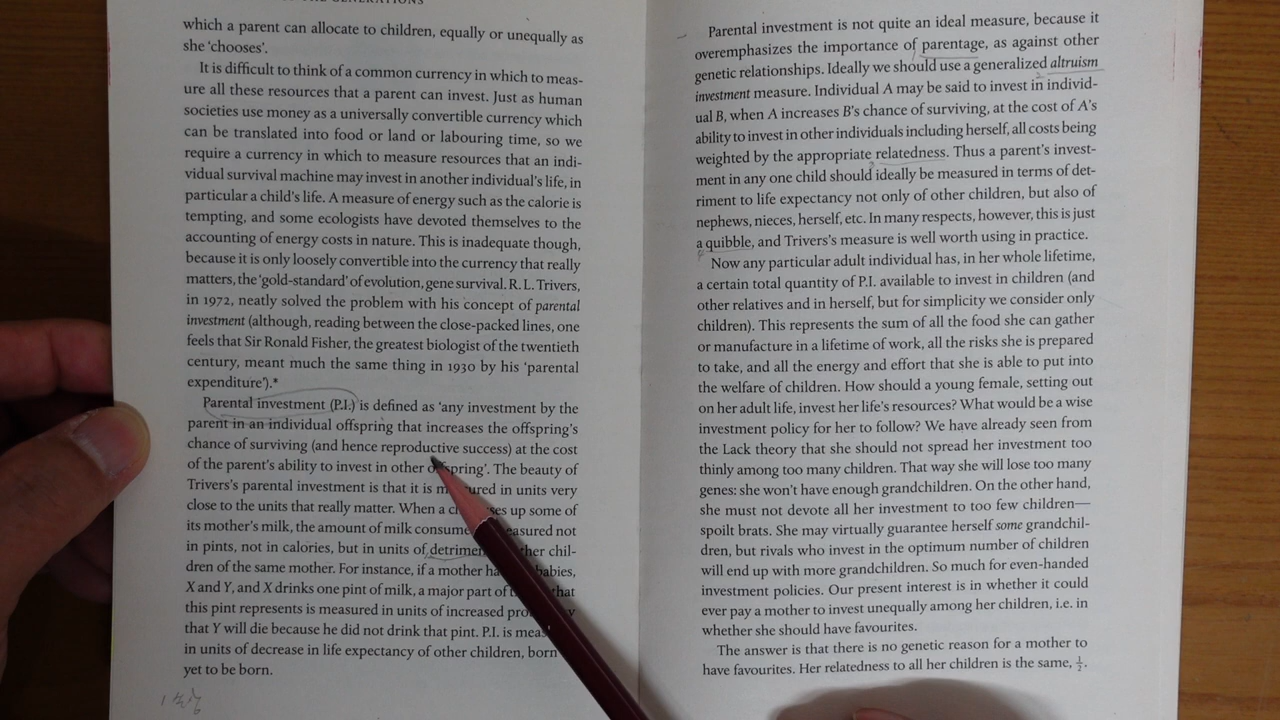 THE GENERATIONS
which a parent can allocate to children, equally or unequally as
she ‘chooses’.
It is difficult to think of a common currency in which to meas-
ure all these resources that a parent can invest. Just as human
societies use money as a universally convertible currency which
can be translated into food or land or labouring time, so we
require a currency in which to measure resources that an indi-
vidual survival machine may invest in another individual’s life, in
particular a child’s life. A measure of energy such as the calorie is
tempting, and some ecologists have devoted themselves to the
accounting of energy costs in nature. This is inadequate though,
because it is only loosely convertible into the currency that really
matters, the ‘gold-standard’ of evolution, gene survival. R. L. Trivers,
in 1972, neatly solved the problem with his concept of parental
investment (although, reading between the close-packed lines, one
feels that Sir Ronald Fisher, the greatest biologist of the twentieth
century, meant much the same thing in 1930 by his ‘parental
expenditure’).*
Parental investment (P.I.) is defined as ‘any investment by the
parent in an individual offspring that increases the offspring’s
chance of surviving (and hence reproductive success) at the cost
of the parent’s ability to invest in other offspring’. The beauty of
Trivers’s parental investment is that it is measured in units very
close to the units that really matter. When a child uses up some of
its mother’s milk, the amount of milk consumed measured not
in pints, not in calories, but in units of detriment other chil-
dren of the same mother. For instance, if a mother has babies,
X and Y, and X drinks one pint of milk, a major part of that
this pint represents is measured in units of increased
that Y will die because he did not drink that pint. P.I. is
in units of decrease in life expectancy of other children, born
yet to be born.
Parental investment is not quite an ideal measure, because it
overemphasizes the importance of parentage, as against other
genetic relationships. Ideally we should use a generalized altruism
investment measure. Individual A may be said to invest in individ-
ual B, when A increases B’s chance of surviving, at the cost of A’s
ability to invest in other individuals including herself, all costs being
weighted by the appropriate relatedness. Thus a parent’s invest-
ment in any one child should ideally be measured in terms of det-
riment to life expectancy not only of other children, but also of
nephews, nieces, herself, etc. In many respects, however, this is just
a quibble, and Trivers’s measure is well worth using in practice.
Now any particular adult individual has, in her whole lifetime,
a certain total quantity of P.I. available to invest in children (and
other relatives and in herself, but for simplicity we consider only
children). This represents the sum of all the food she can gather
or manufacture in a lifetime of work, all the risks she is prepared
to take, and all the energy and effort that she is able to put into
the welfare of children. How should a young female, setting out
on her adult life, invest her life’s resources? What would be a wise
investment policy for her to follow? We have already seen from
the Lack theory that she should not spread her investment too
thinly among too many children. That way she will lose too many
genes: she won’t have enough grandchildren. On the other hand,
she must not devote all her investment to too few children—
spoilt brats. She may virtually guarantee herself some grandchil-
dren, but rivals who invest in the optimum number of children
will end up with more grandchildren. So much for even-handed
investment policies. Our present interest is in whether it could
ever pay a mother to invest unequally among her children, i.e. in
whether she should have favourites.
The answer is that there is no genetic reason for a mother to
have favourites. Her relatedness to all her children is the same, ½.